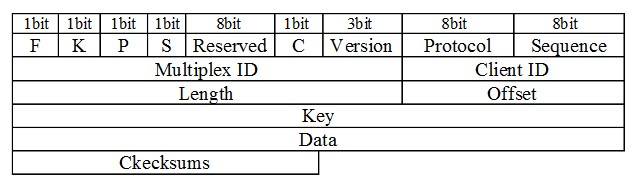 1bit 1bit 1bit 1bit 8bit 1bit 3bit 8bit 8bit
F K P S Reserved C Version Protocol Sequence
Multiplex ID Client ID
Length Offset
Key
Data
Ckecksums